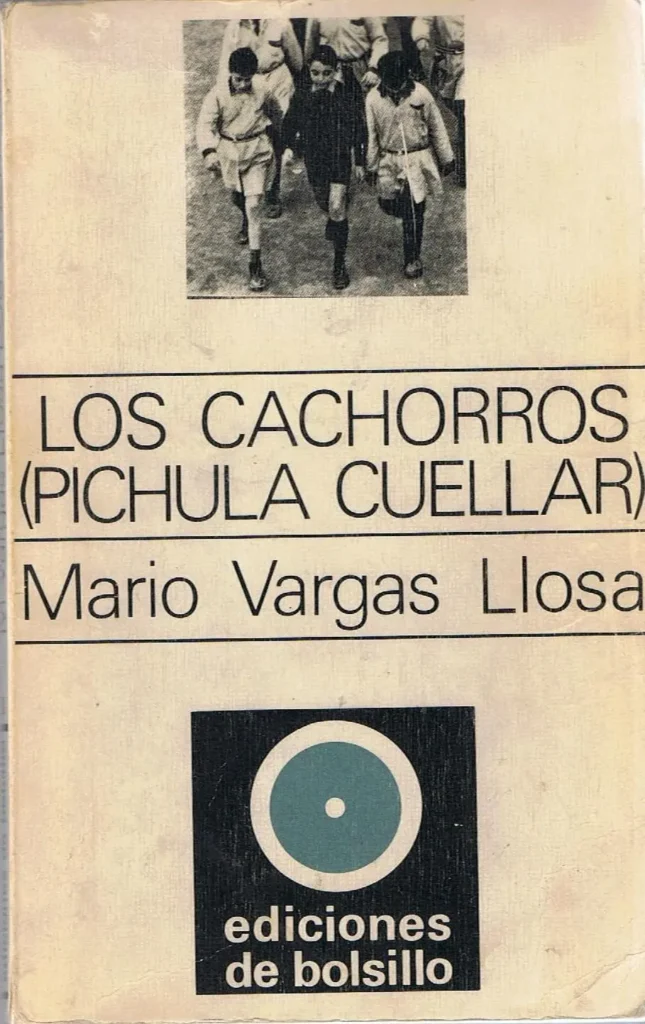 LOS CACHORROS
(PICHULA CUELLAR)
Mario Vargas Llosa
ediciones
de bolsillo